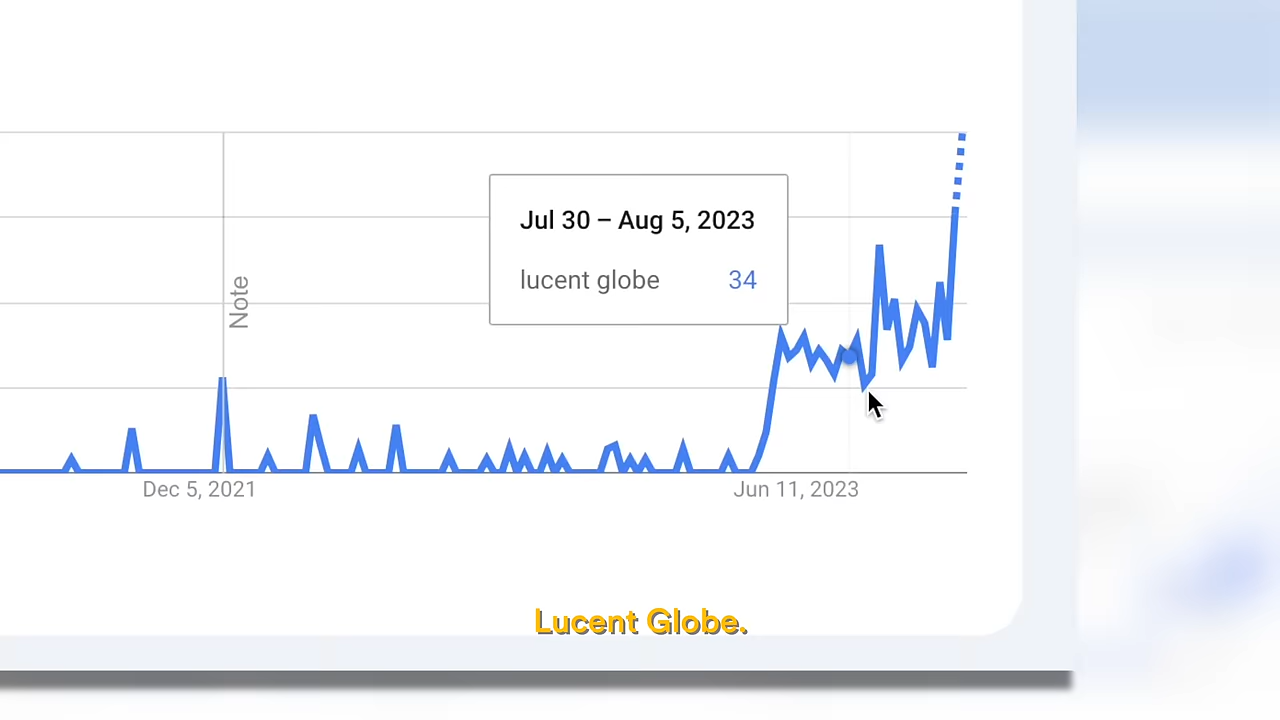 Jul 30 – Aug 5, 2023
lucent globe 34
Note
Dec 5, 2021
Jun 11, 2023
Lucent Globe.